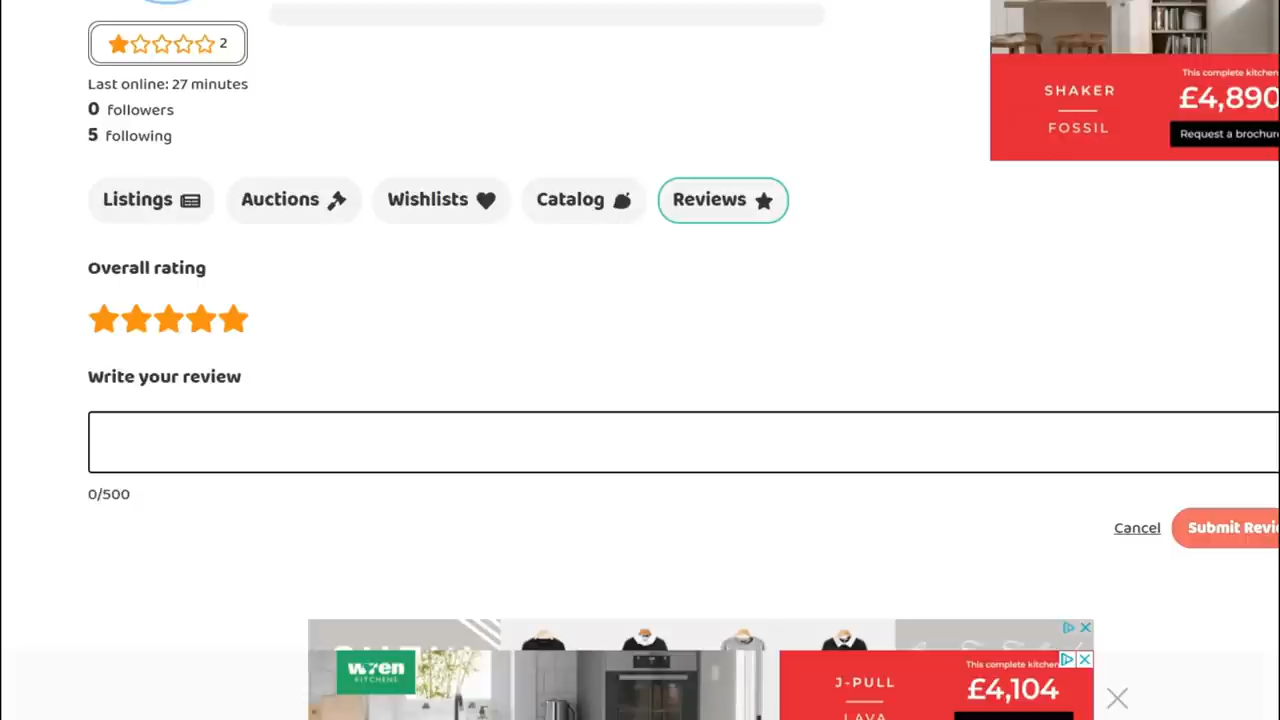 2
Last online: 27 minutes
0 followers
5 following
Listings
Auctions
Wishlists
Catalog
Reviews
Overall rating
Write your review
0/500
Cancel
Submit Revi
This complete kitchen
SHAKER
£4,890
FOSSIL
Request a brochur
wren
KITCHENS
This complete kitchen
J-PULL
£4,104
LAVA